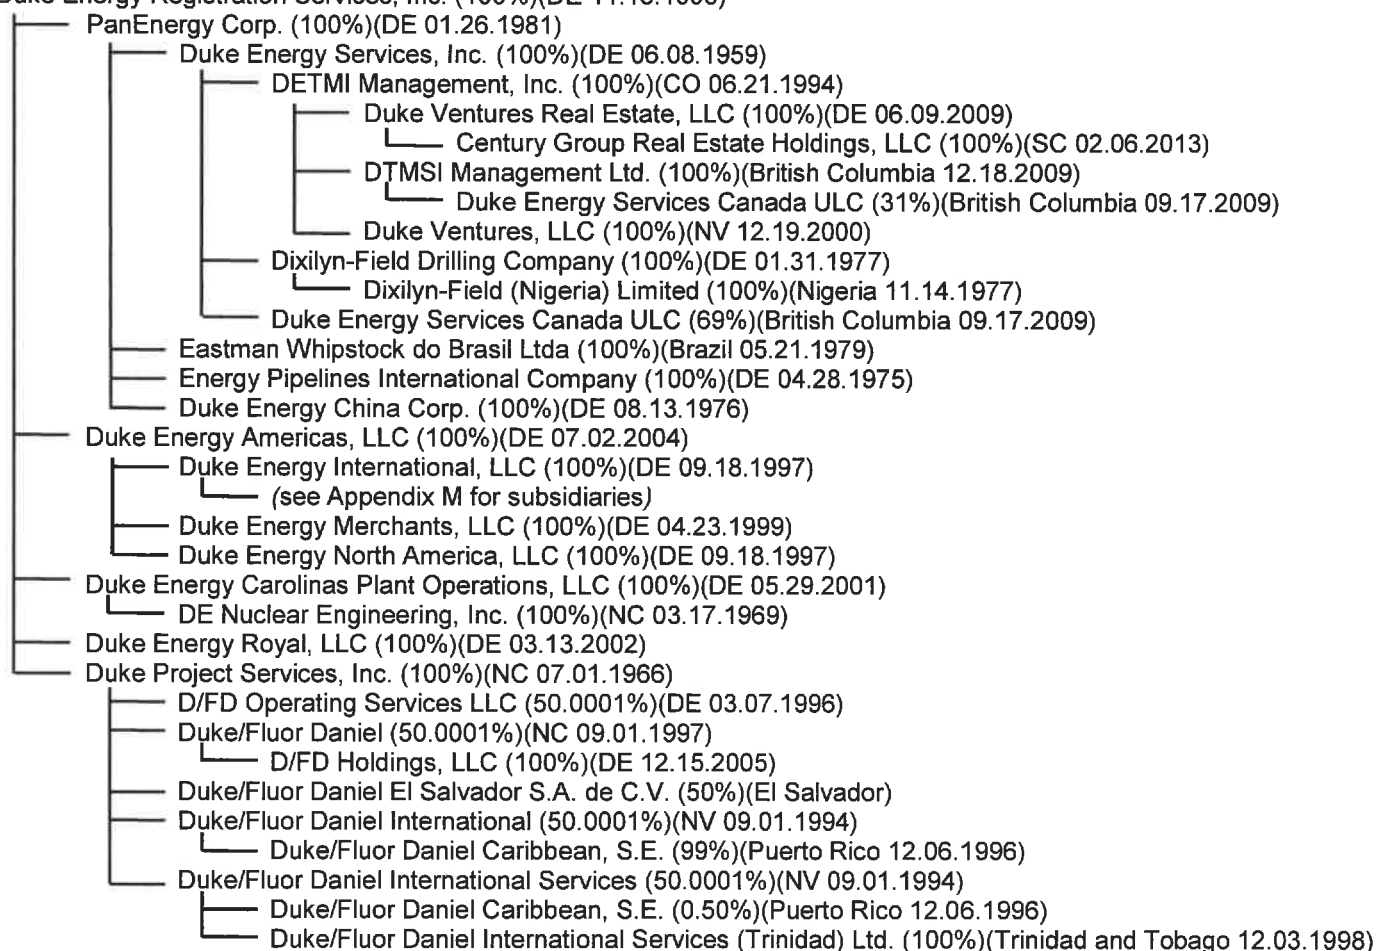 PanEnergy Corp. (100%)(DE 01.26.1981)
Duke Energy Services, Inc. (100%)(DE 06.08.1959)
DETMI Management, Inc. (100%)(CO 06.21.1994)
Duke Ventures Real Estate, LLC (100%)(DE 06.09.2009)
Century Group Real Estate Holdings, LLC (100%)(SC 02.06.2013)
DTMSI Management Ltd. (100%)(British Columbia 12.18.2009)
Duke Energy Services Canada ULC (31%)(British Columbia 09.17.2009)
Duke Ventures, LLC (100%)(NV 12.19.2000)
Dixilyn-Field Drilling Company (100%)(DE 01.31.1977)
Dixilyn-Field (Nigeria) Limited (100%)(Nigeria 11.14.1977)
Duke Energy Services Canada ULC (69%)(British Columbia 09.17.2009)
Eastman Whipstock do Brasil Ltda (100%)(Brazil 05.21.1979)
Energy Pipelines International Company (100%)(DE 04.28.1975)
Duke Energy China Corp. (100%)(DE 08.13.1976)
Duke Energy Americas, LLC (100%)(DE 07.02.2004)
Duke Energy International, LLC (100%)(DE 09.18.1997)
(see Appendix M for subsidiaries)
Duke Energy Merchants, LLC (100%)(DE 04.23.1999)
Duke Energy North America, LLC (100%)(DE 09.18.1997)
Duke Energy Carolinas Plant Operations, LLC (100%)(DE 05.29.2001)
DE Nuclear Engineering, Inc. (100%)(NC 03.17.1969)
Duke Energy Royal, LLC (100%)(DE 03.13.2002)
Duke Project Services, Inc. (100%)(NC 07.01.1966)
D/FD Operating Services LLC (50.0001%)(DE 03.07.1996)
Duke/Fluor Daniel (50.0001%)(NC 09.01.1997)
D/FD Holdings, LLC (100%)(DE 12.15.2005)
Duke/Fluor Daniel El Salvador S.A. de C.V. (50%)(El Salvador)
Duke/Fluor Daniel International (50.0001%)(NV 09.01.1994)
Duke/Fluor Daniel Caribbean, S.E. (99%)(Puerto Rico 12.06.1996)
Duke/Fluor Daniel International Services (50.0001%)(NV 09.01.1994)
Duke/Fluor Daniel Caribbean, S.E. (0.50%)(Puerto Rico 12.06.1996)
Duke/Fluor Daniel International Services (Trinidad) Ltd. (100%)(Trinidad and Tobago 12.03.1998)